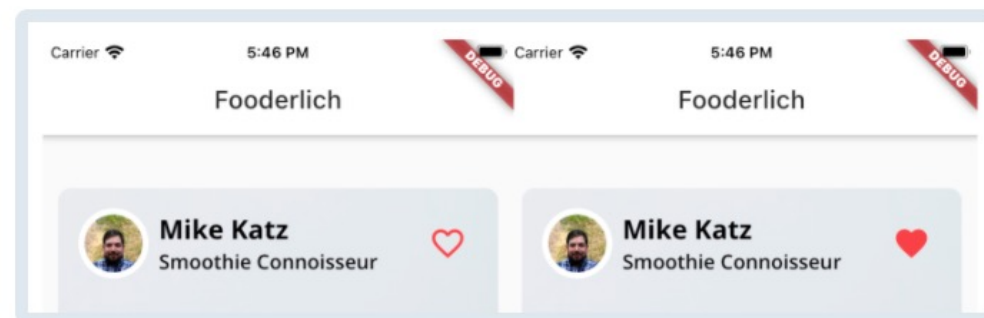 Carrier 5:46 PM
DEBUG
Fooderlich
Mike Katz
Smoothie Connoisseur
Carrier 5:46 PM
DEBUG
Fooderlich
Mike Katz
Smoothie Connoisseur